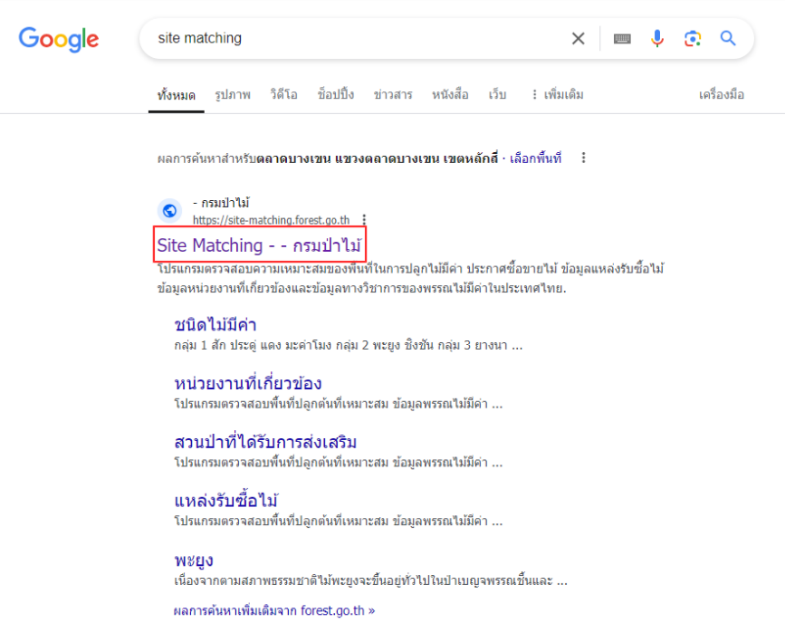 Google
site matching
ทั้งหมด รูปภาพ วิดีโอ ช็อปปิ้ง ข่าวสาร หนังสือ เว็บ ⋮ เพิ่มเติม เครื่องมือ
ผลการค้นหาสำหรับตลาดบางเขน แขวงตลาดบางเขน เขตหลักสี่ · เลือกพื้นที่ ⋮
- กรมป่าไม้
https://site-matching.forest.go.th ⋮
Site Matching - - กรมป่าไม้
โปรแกรมตรวจสอบความเหมาะสมของพื้นที่ในการปลูกไม้มีค่า ประกาศซื้อขายไม้ ข้อมูลแหล่งรับซื้อไม้
ข้อมูลหน่วยงานที่เกี่ยวข้องและข้อมูลทางวิชาการของพรรณไม้มีค่าในประเทศไทย.
ชนิดไม้มีค่า
กลุ่ม 1 สัก ประดู่ แดง มะค่าโมง กลุ่ม 2 พะยูง ชิงชัน กลุ่ม 3 ยางนา ...
หน่วยงานที่เกี่ยวข้อง
โปรแกรมตรวจสอบพื้นที่ปลูกต้นที่เหมาะสม ข้อมูลพรรณไม้มีค่า ...
สวนป่าที่ได้รับการส่งเสริม
โปรแกรมตรวจสอบพื้นที่ปลูกต้นที่เหมาะสม ข้อมูลพรรณไม้มีค่า ...
แหล่งรับซื้อไม้
โปรแกรมตรวจสอบพื้นที่ปลูกต้นที่เหมาะสม ข้อมูลพรรณไม้มีค่า ...
พะยูง
เนื่องจากตามสภาพธรรมชาติไม้พะยูงจะขึ้นอยู่ทั่วไปในป่าเบญจพรรณชื้นและ ...
ผลการค้นหาเพิ่มเติมจาก forest.go.th »